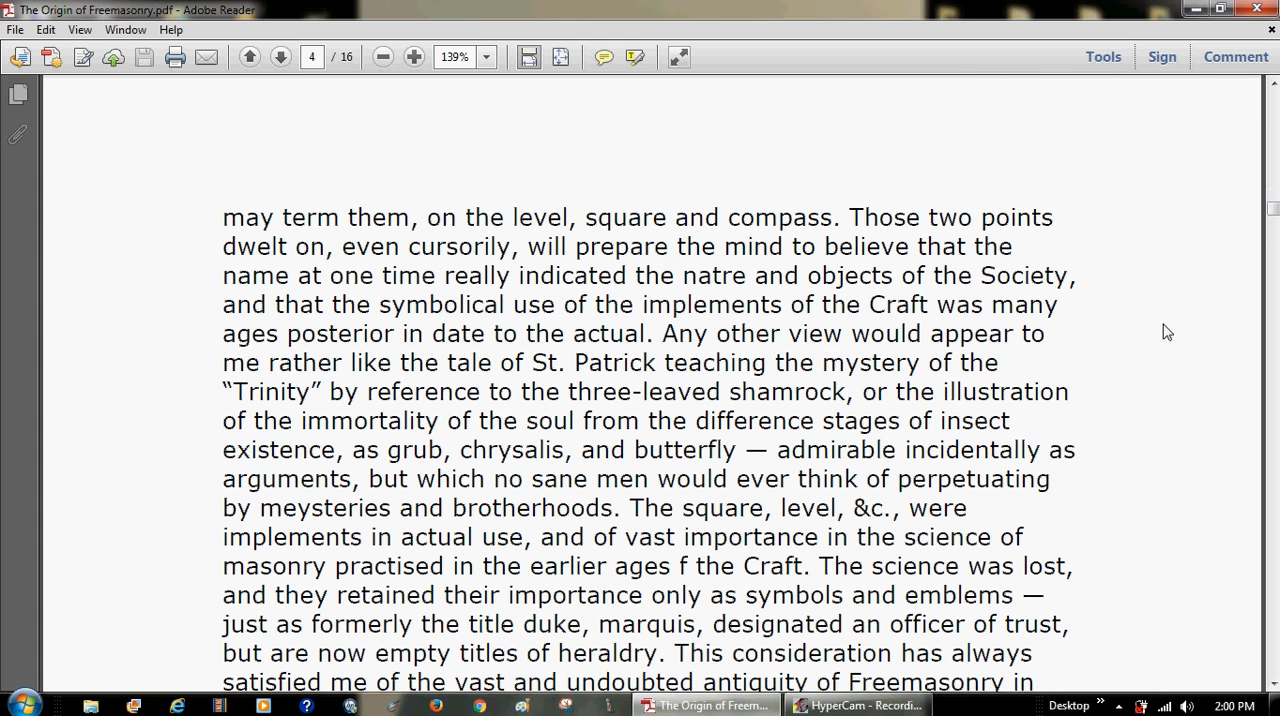 The Origin of Freemasonry.pdf - Adobe Reader
File Edit View Window Help
4 / 16 139% Tools Sign Comment
may term them, on the level, square and compass. Those two points
dwelt on, even cursorily, will prepare the mind to believe that the
name at one time really indicated the natre and objects of the Society,
and that the symbolical use of the implements of the Craft was many
ages posterior in date to the actual. Any other view would appear to
me rather like the tale of St. Patrick teaching the mystery of the
“Trinity” by reference to the three-leaved shamrock, or the illustration
of the immortality of the soul from the difference stages of insect
existence, as grub, chrysalis, and butterfly — admirable incidentally as
arguments, but which no sane men would ever think of perpetuating
by meysteries and brotherhoods. The square, level, &c., were
implements in actual use, and of vast importance in the science of
masonry practised in the earlier ages f the Craft. The science was lost,
and they retained their importance only as symbols and emblems —
just as formerly the title duke, marquis, designated an officer of trust,
but are now empty titles of heraldry. This consideration has always
satisfied me of the vast and undoubted antiquity of Freemasonry in
The Origin of Freem... HyperCam - Recordi... Desktop 2:00 PM